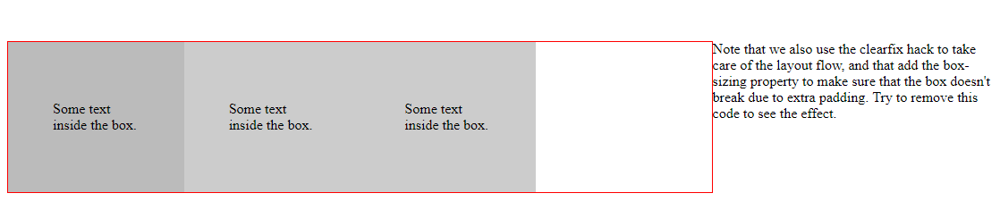 Some text
inside the box.
Some text
inside the box.
Some text
inside the box.
Note that we also use the clearfix hack to take
care of the layout flow, and that add the box-
sizing property to make sure that the box doesn't
break due to extra padding. Try to remove this
code to see the effect.